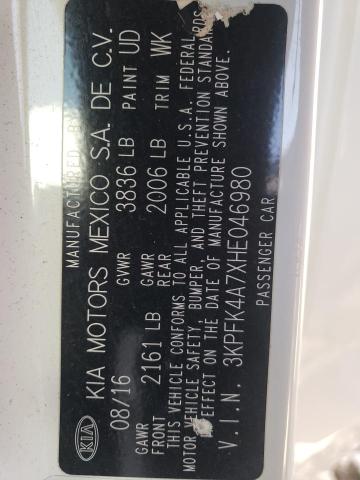 MANUFACTURED BY
KIA KIA MOTORS MEXICO S.A. DE C.V.
08/16 GVWR 3836 LB PAINT UD
GAWR FRONT 2161 LB GAWR REAR 2006 LB TRIM WK
THIS VEHICLE CONFORMS TO ALL APPLICABLE U.S.A. FEDERAL
MOTOR VEHICLE SAFETY, BUMPER, AND THEFT PREVENTION STANDARDS
EFFECT ON THE DATE OF MANUFACTURE SHOWN ABOVE.
V.I.N. 3KPFK4A7XHE046980
PASSENGER CAR